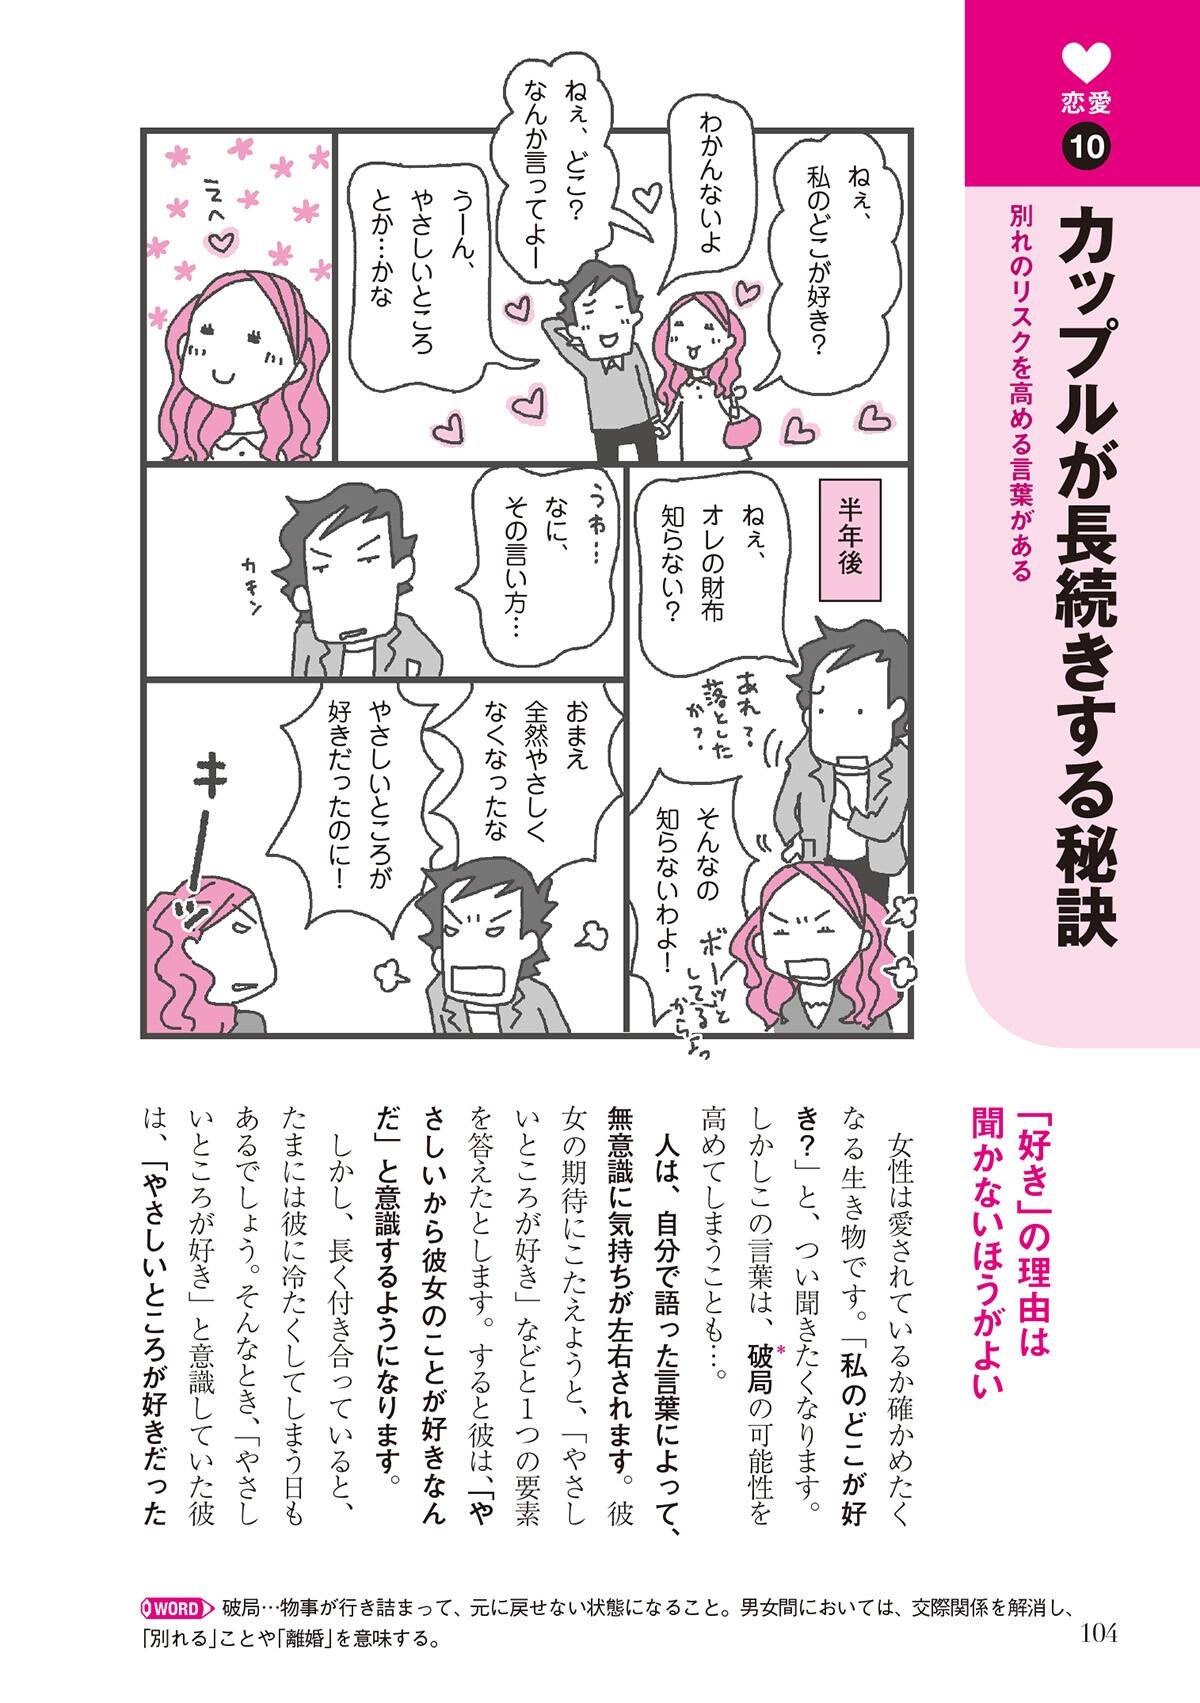 恋愛
10
カップルが長続きする秘訣
別れのリスクを高める言葉がある
ねぇ、
私のどこが好き?
わかんないよ
ねぇ、どこ?
なんか言ってよー
うーん、
やさしいところ
とか…かな
えへ
半年後
ねぇ、
オレの財布
知らない?
あれ?
落とした
か?
そんなの
知らないわよ!
ボーッと
してる
からよっ
うわ…
なに、
その言い方…
カチン
おまえ
全然やさしく
なくなったな
やさしいところが
好きだったのに!
キーッ
「好き」の理由は
聞かないほうがよい
女性は愛されているか確かめたく
なる生き物です。「私のどこが好
き?」と、つい聞きたくなります。
しかしこの言葉は、破局*の可能性を
高めてしまうことも…。
人は、自分で語った言葉によって、
無意識に気持ちが左右されます。彼
女の期待にこたえようと、「やさし
いところが好き」などと1つの要素
を答えたとします。すると彼は、「や
さしいから彼女のことが好きなん
だ」と意識するようになります。
しかし、長く付き合っていると、
たまには彼に冷たくしてしまう日も
あるでしょう。そんなとき、「やさし
いところが好き」と意識していた彼
は、「やさしいところが好きだった
WORD 破局…物事が行き詰まって、元に戻せない状態になること。男女間においては、交際関係を解消し、
「別れる」ことや「離婚」を意味する。
104